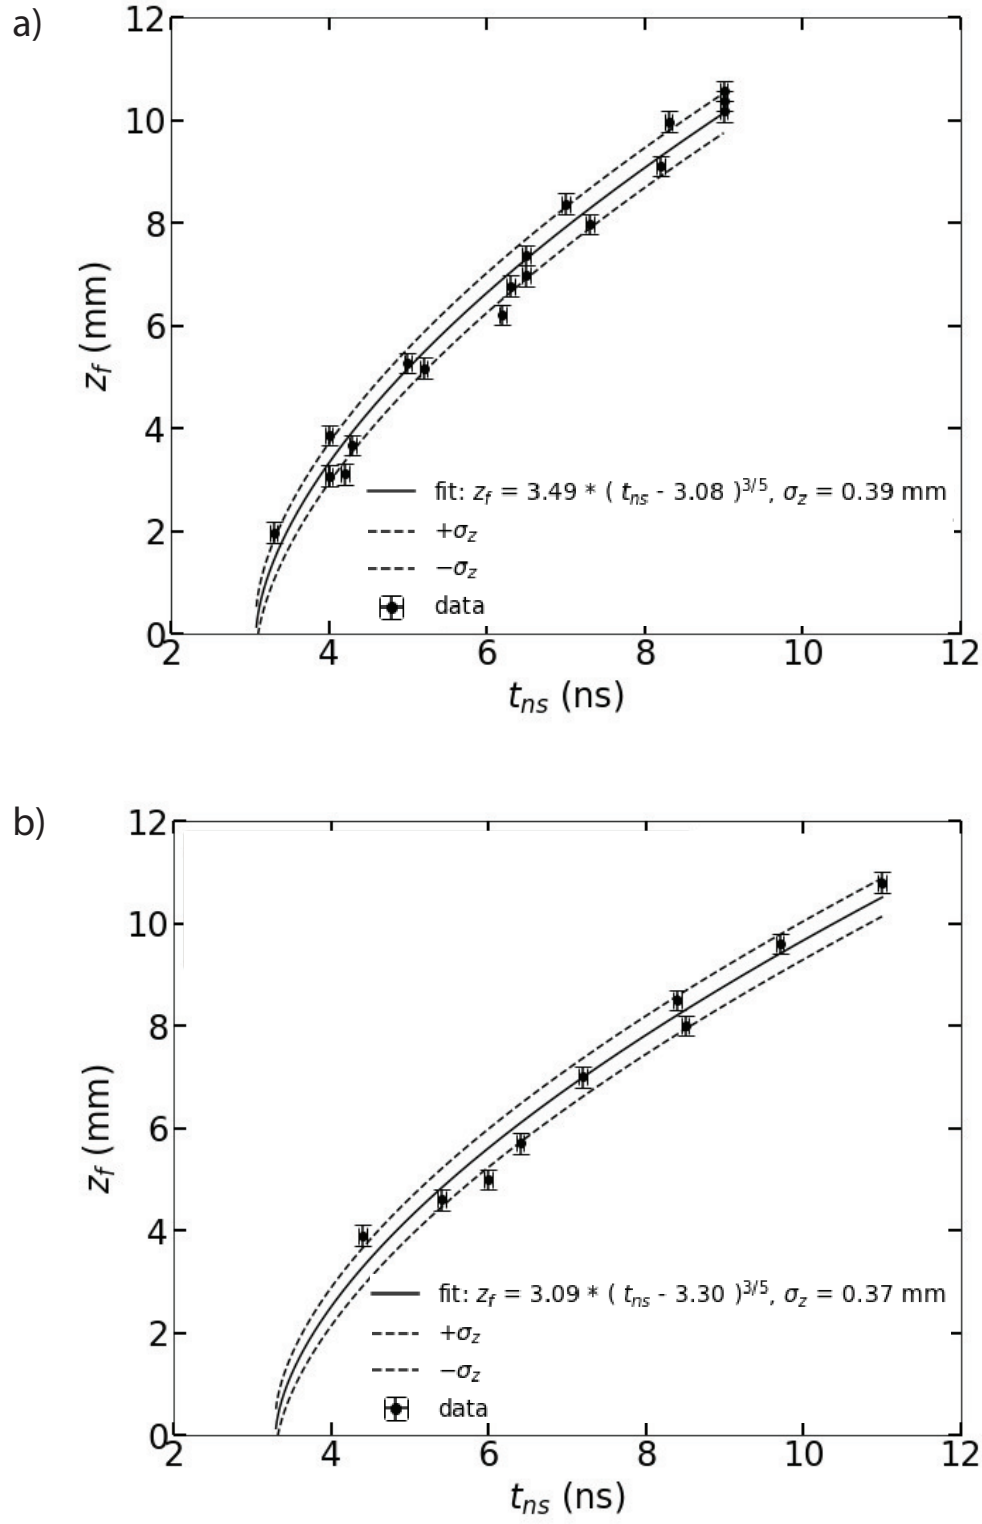 a)
12
10
8
6
4
2
0
z_f (mm)
fit: z_f = 3.49 * ( t_ns - 3.08 )^3/5, σ_z = 0.39 mm
+σ_z
−σ_z
data
2 4 6 8 10 12
t_ns (ns)
b)
12
10
8
6
4
2
0
z_f (mm)
fit: z_f = 3.09 * ( t_ns - 3.30 )^3/5, σ_z = 0.37 mm
+σ_z
−σ_z
data
2 4 6 8 10 12
t_ns (ns)